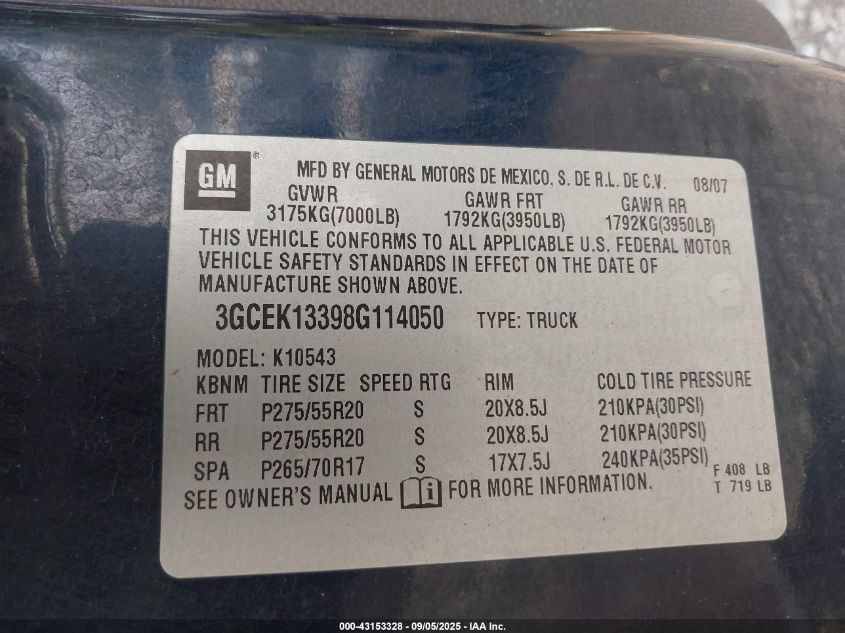 GM ® MFD BY GENERAL MOTORS DE MEXICO, S. DE R.L. DE C.V. 08/07
GVWR GAWR FRT GAWR RR
3175KG(7000LB) 1792KG(3950LB) 1792KG(3950LB)
THIS VEHICLE CONFORMS TO ALL APPLICABLE U.S. FEDERAL MOTOR
VEHICLE SAFETY STANDARDS IN EFFECT ON THE DATE OF
MANUFACTURE SHOWN ABOVE.
3GCEK13398G114050 TYPE: TRUCK
MODEL: K10543
KBNM TIRE SIZE SPEED RTG RIM COLD TIRE PRESSURE
FRT P275/55R20 S 20X8.5J 210KPA(30PSI)
RR P275/55R20 S 20X8.5J 210KPA(30PSI)
SPA P265/70R17 S 17X7.5J 240KPA(35PSI) F 408 LB
SEE OWNER'S MANUAL i FOR MORE INFORMATION. T 719 LB
000-43153328 - 09/05/2025 - IAA Inc.